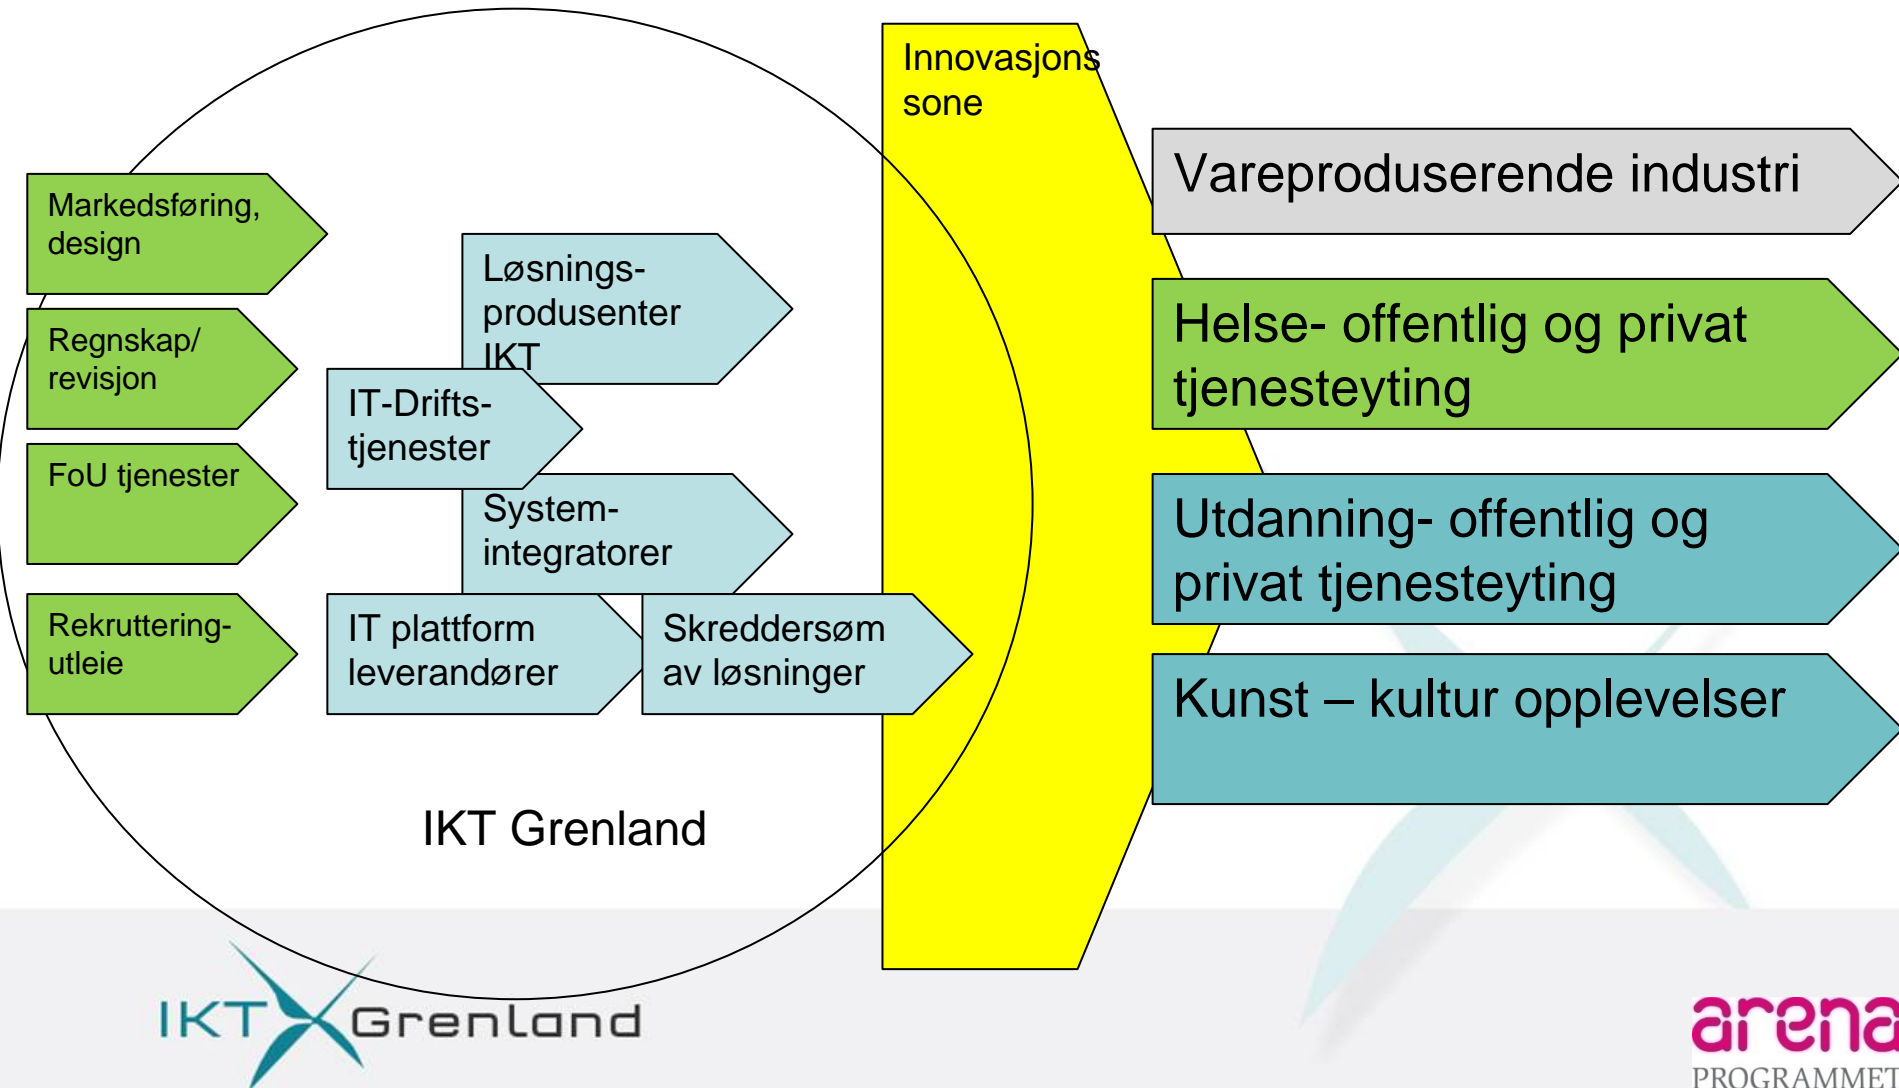 Innovasjons
sone
Markedsføring,
design
Regnskap/
revisjon
FoU tjenester
Rekruttering-
utleie
Løsnings-
produsenter
IKT
IT-Drifts-
tjenester
System-
integratorer
IT plattform
leverandører
Skreddersøm
av løsninger
IKT Grenland
Vareproduserende industri
Helse- offentlig og privat
tjenesteyting
Utdanning- offentlig og
privat tjenesteyting
Kunst – kultur opplevelser
IKT Grenland
arena
PROGRAMMET